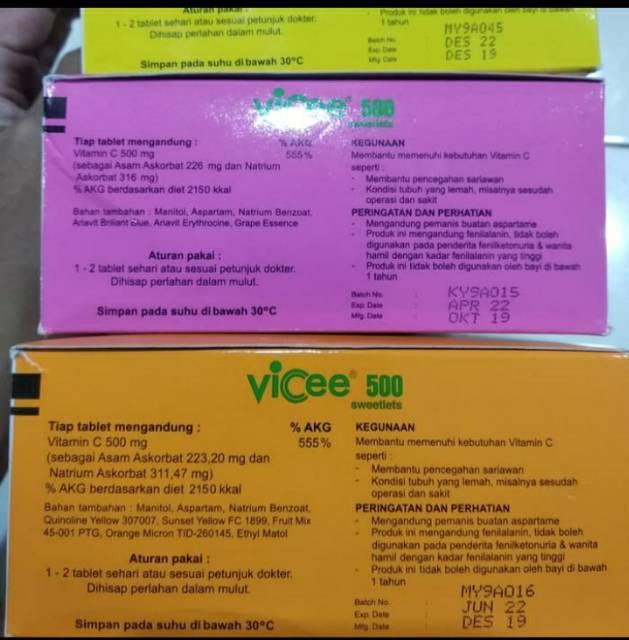 Aturan pakai :
1 - 2 tablet sehari atau sesuai petunjuk dokter.
Dihisap perlahan dalam mulut.
Simpan pada suhu di bawah 30°C
Produk ini tidak boleh digunakan oleh bayi di bawah
1 tahun
Batch No. MY9A045
Exp. Date DES 22
Mfg. Date DES 19
vicee 500
sweetlets
Tiap tablet mengandung : % AKG
Vitamin C 500 mg 555%
(sebagai Asam Askorbat 226 mg dan Natrium
Askorbat 316 mg)
% AKG berdasarkan diet 2150 kkal
Bahan tambahan : Manitol, Aspartam, Natrium Benzoat,
Ariavit Briliant Blue, Ariavit Erythrocine, Grape Essence
Aturan pakai :
1 - 2 tablet sehari atau sesuai petunjuk dokter.
Dihisap perlahan dalam mulut.
Simpan pada suhu di bawah 30°C
KEGUNAAN
Membantu memenuhi kebutuhan Vitamin C
seperti :
- Membantu pencegahan sariawan
- Kondisi tubuh yang lemah, misalnya sesudah
operasi dan sakit
PERINGATAN DAN PERHATIAN
- Mengandung pemanis buatan aspartame
- Produk ini mengandung fenilalanin, tidak boleh
digunakan pada penderita fenilketonuria & wanita
hamil dengan kadar fenilalanin yang tinggi
- Produk ini tidak boleh digunakan oleh bayi di bawah
1 tahun
Batch No. : KY9A015
Exp. Date : APR 22
Mfg. Date : OKT 19
vicee® 500
sweetlets
Tiap tablet mengandung : % AKG
Vitamin C 500 mg 555%
(sebagai Asam Askorbat 223,20 mg dan
Natrium Askorbat 311,47 mg)
% AKG berdasarkan diet 2150 kkal
Bahan tambahan : Manitol, Aspartam, Natrium Benzoat,
Quinoline Yellow 307007, Sunset Yellow FC 1899, Fruit Mix
45-001 PTG, Orange Micron TID-260145, Ethyl Matol
Aturan pakai :
1 - 2 tablet sehari atau sesuai petunjuk dokter.
Dihisap perlahan dalam mulut.
Simpan pada suhu di bawah 30°C
KEGUNAAN
Membantu memenuhi kebutuhan Vitamin C
seperti :
- Membantu pencegahan sariawan
- Kondisi tubuh yang lemah, misalnya sesudah
operasi dan sakit
PERINGATAN DAN PERHATIAN
- Mengandung pemanis buatan aspartame
- Produk ini mengandung fenilalanin, tidak boleh
digunakan pada penderita fenilketonuria & wanita
hamil dengan kadar fenilalanin yang tinggi
- Produk ini tidak boleh digunakan oleh bayi di bawah
1 tahun
Batch No. : MY9A016
Exp. Date : JUN 22
Mfg. Date : DES 19